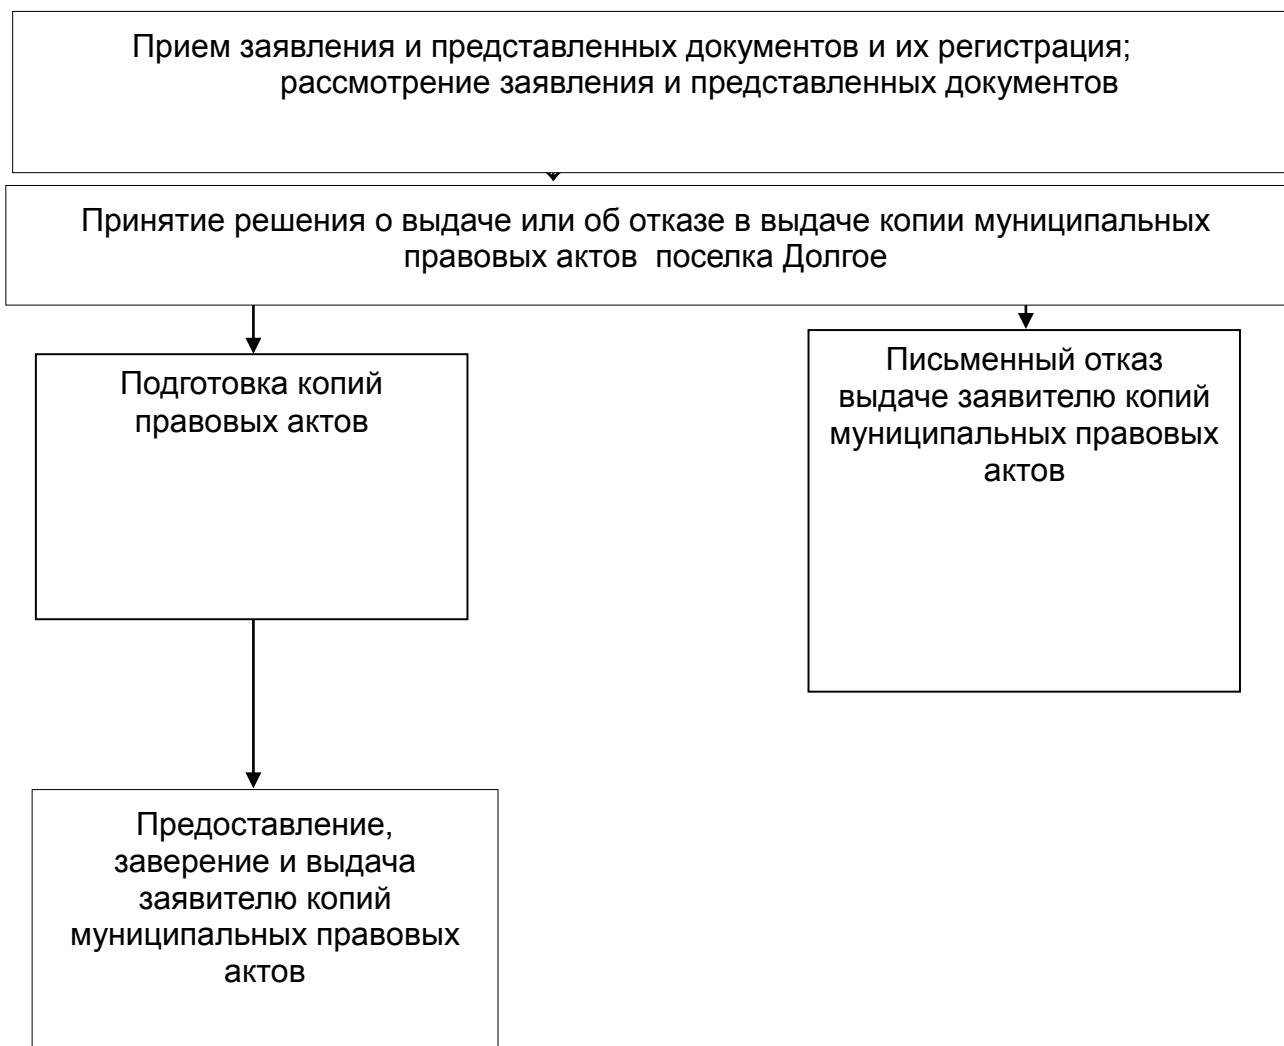 Прием заявления и представленных документов и их регистрация;
рассмотрение заявления и представленных документов
Принятие решения о выдаче или об отказе в выдаче копии муниципальных
правовых актов  поселка Долгое
Подготовка копий
правовых актов
Письменный отказ
выдаче заявителю копий
муниципальных правовых
актов
Предоставление,
заверение и выдача
заявителю копий
муниципальных правовых
актов